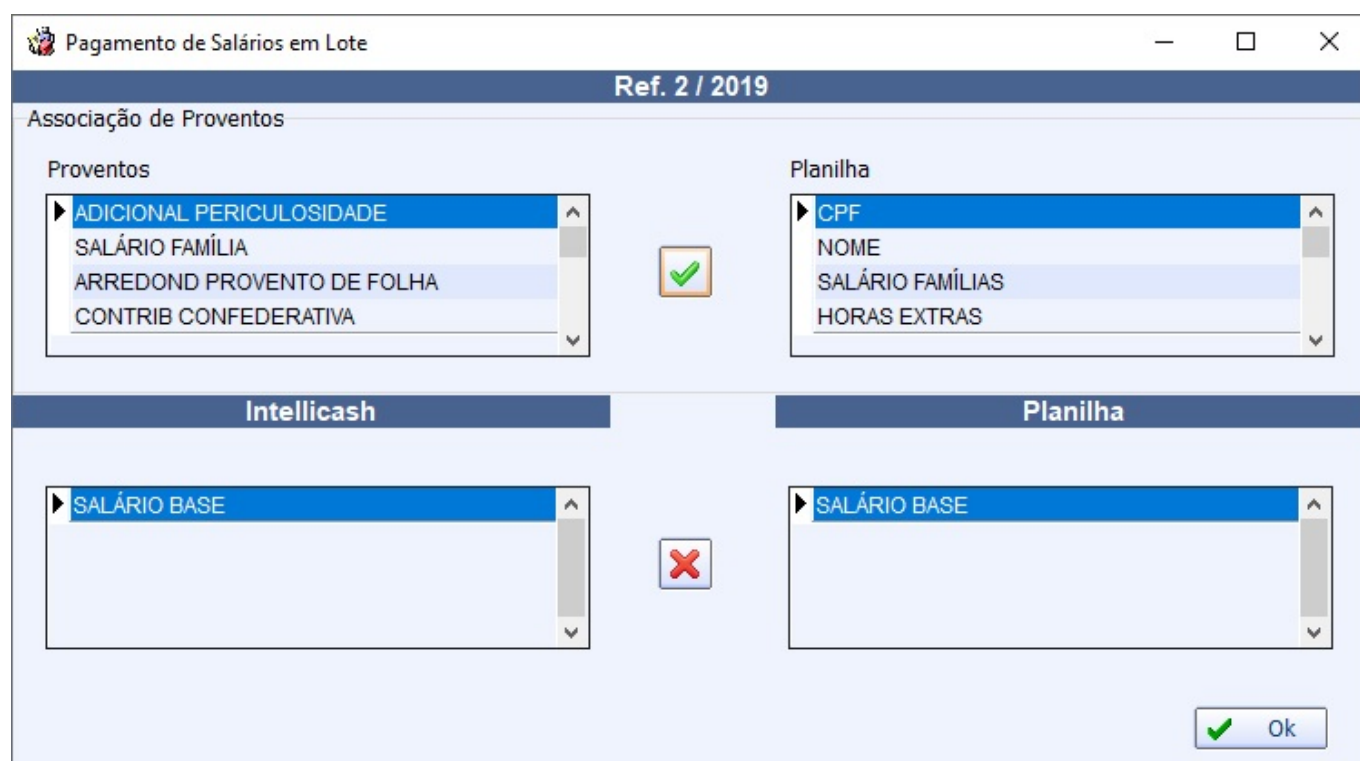 Pagamento de Salários em Lote
Ref. 2 / 2019
Associação de Proventos
Proventos
Planilha
ADICIONAL PERICULOSIDADE
SALÁRIO FAMÍLIA
ARREDOND PROVENTO DE FOLHA
CONTRIB CONFEDERATIVA
CPF
NOME
SALÁRIO FAMÍLIAS
HORAS EXTRAS
Intellicash
Planilha
SALÁRIO BASE
SALÁRIO BASE
Ok